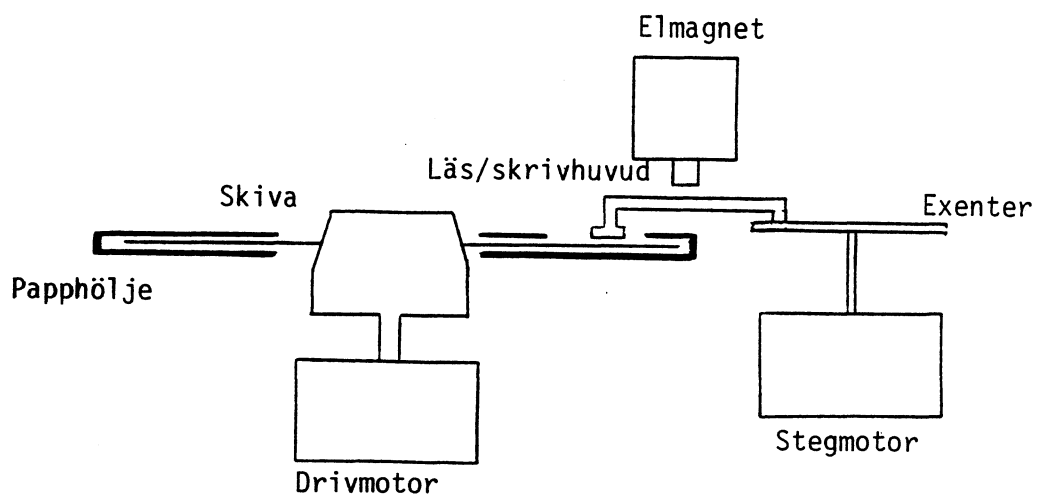 Elmagnet
Läs/skrivhuvud
Skiva
Exenter
Papphölje
Stegmotor
Drivmotor